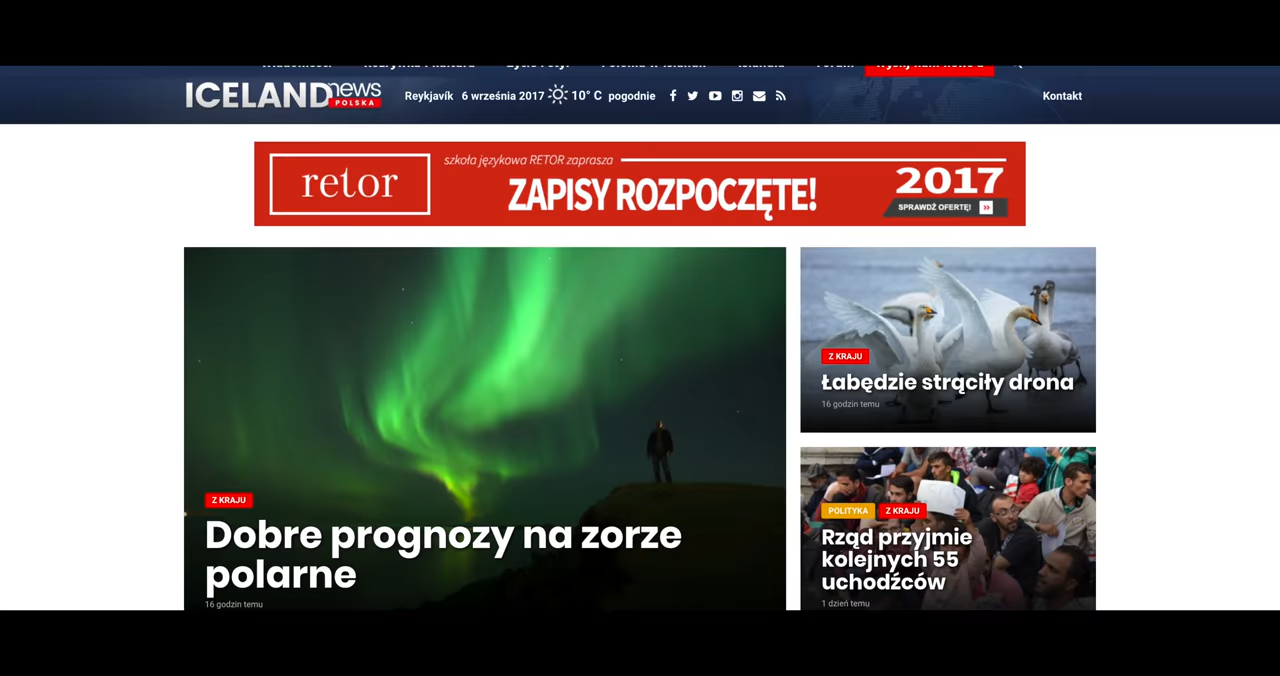 ICELAND news
POLSKA
Reykjavík 6 września 2017 10° C pogodnie
Kontakt
retor
szkoła językowa RETOR zaprasza
ZAPISY ROZPOCZĘTE!
2017
SPRAWDŹ OFERTĘ! »
Z KRAJU
Dobre prognozy na zorze
polarne
16 godzin temu
Z KRAJU
Łabędzie strąciły drona
16 godzin temu
POLITYKA Z KRAJU
Rząd przyjmie
kolejnych 55
uchodźców
1 dzień temu